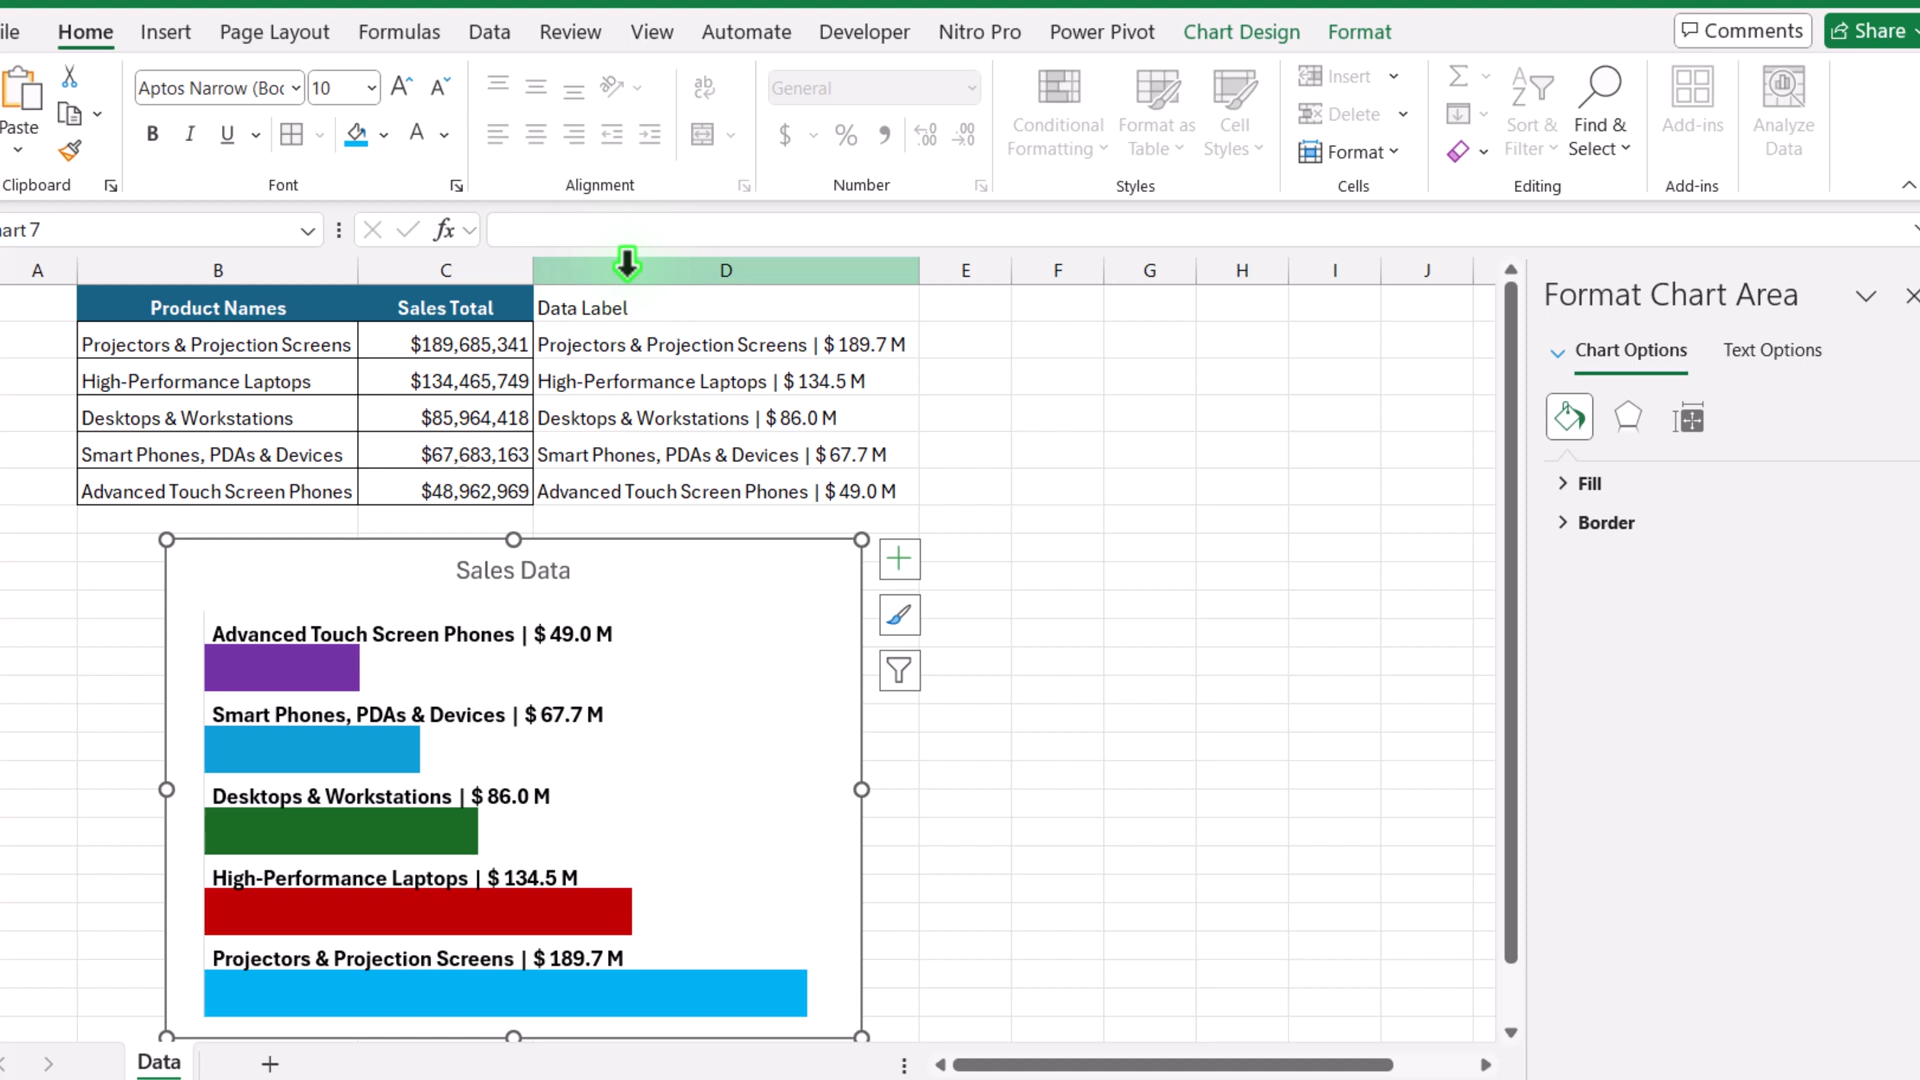 ile Home Insert Page Layout Formulas Data Review View Automate Developer Nitro Pro Power Pivot Chart Design Format Comments Share
Aptos Narrow (Boc 10 A A ab General Insert Σ A Z
Paste B I U A $ % Conditional Formatting Format as Table Cell Styles Delete Format Sort & Filter Find & Select Add-ins Analyze Data
Clipboard Font Alignment Number Styles Cells Editing Add-ins
art 7 fx
A B C D E F G H I J
Product Names Sales Total Data Label
Projectors & Projection Screens $189,685,341 Projectors & Projection Screens | $ 189.7 M
High-Performance Laptops $134,465,749 High-Performance Laptops | $ 134.5 M
Desktops & Workstations $85,964,418 Desktops & Workstations | $ 86.0 M
Smart Phones, PDAs & Devices $67,683,163 Smart Phones, PDAs & Devices | $ 67.7 M
Advanced Touch Screen Phones $48,962,969 Advanced Touch Screen Phones | $ 49.0 M
Sales Data
Advanced Touch Screen Phones | $ 49.0 M
Smart Phones, PDAs & Devices | $ 67.7 M
Desktops & Workstations | $ 86.0 M
High-Performance Laptops | $ 134.5 M
Projectors & Projection Screens | $ 189.7 M
Data
Format Chart Area
Chart Options Text Options
Fill
Border